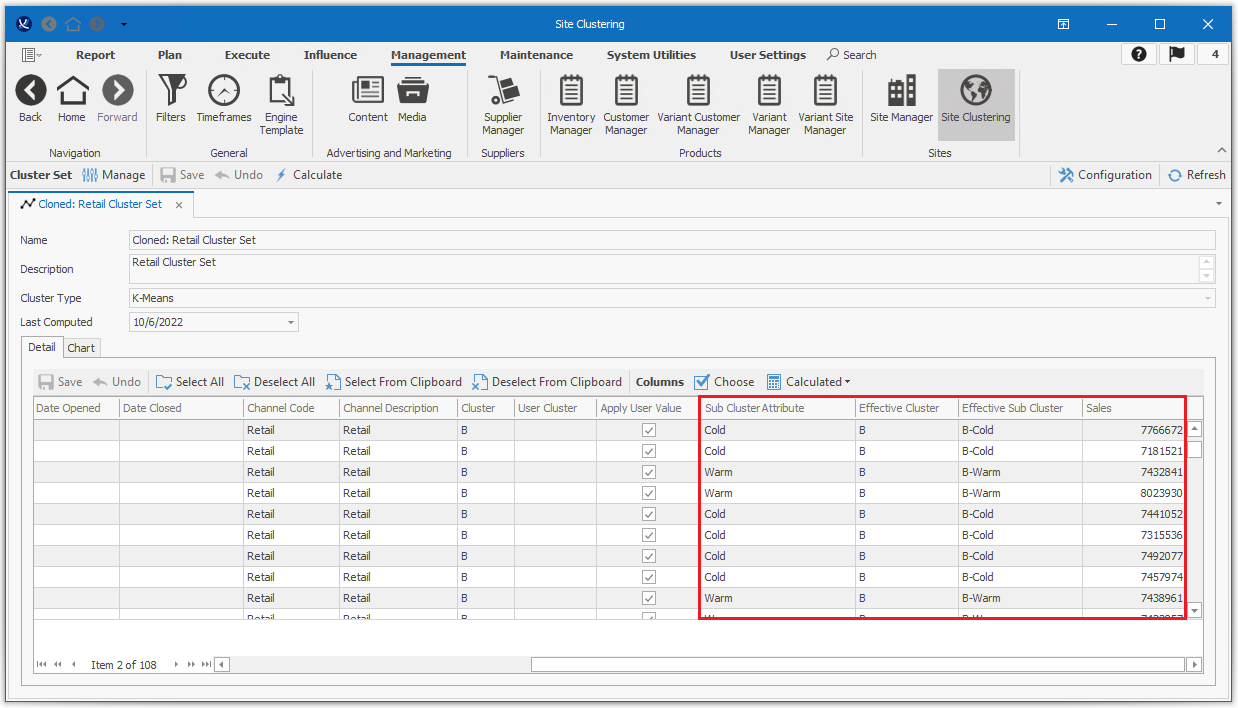 Site Clustering
Report Plan Execute Influence Management Maintenance System Utilities User Settings Search 4
Back Home Forward Filters Timeframes Engine Template Content Media Supplier Manager Inventory Manager Customer Manager Variant Customer Manager Variant Manager Variant Site Manager Site Manager Site Clustering
Navigation General Advertising and Marketing Suppliers Products Sites
Cluster Set Manage Save Undo Calculate Configuration Refresh
Cloned: Retail Cluster Set
Name Cloned: Retail Cluster Set
Description Retail Cluster Set
Cluster Type K-Means
Last Computed 10/6/2022
Detail Chart
Save Undo Select All Deselect All Select From Clipboard Deselect From Clipboard Columns Choose Calculated
Date Opened Date Closed Channel Code Channel Description Cluster User Cluster Apply User Value Sub Cluster Attribute Effective Cluster Effective Sub Cluster Sales
Retail Retail B Cold B B-Cold 7766672
Retail Retail B Cold B B-Cold 7181521
Retail Retail B Warm B B-Warm 7432841
Retail Retail B Warm B B-Warm 8023930
Retail Retail B Cold B B-Cold 7441052
Retail Retail B Cold B B-Cold 7315536
Retail Retail B Cold B B-Cold 7492077
Retail Retail B Cold B B-Cold 7457974
Retail Retail B Warm B B-Warm 7438961
Retail Retail B
Item 2 of 108